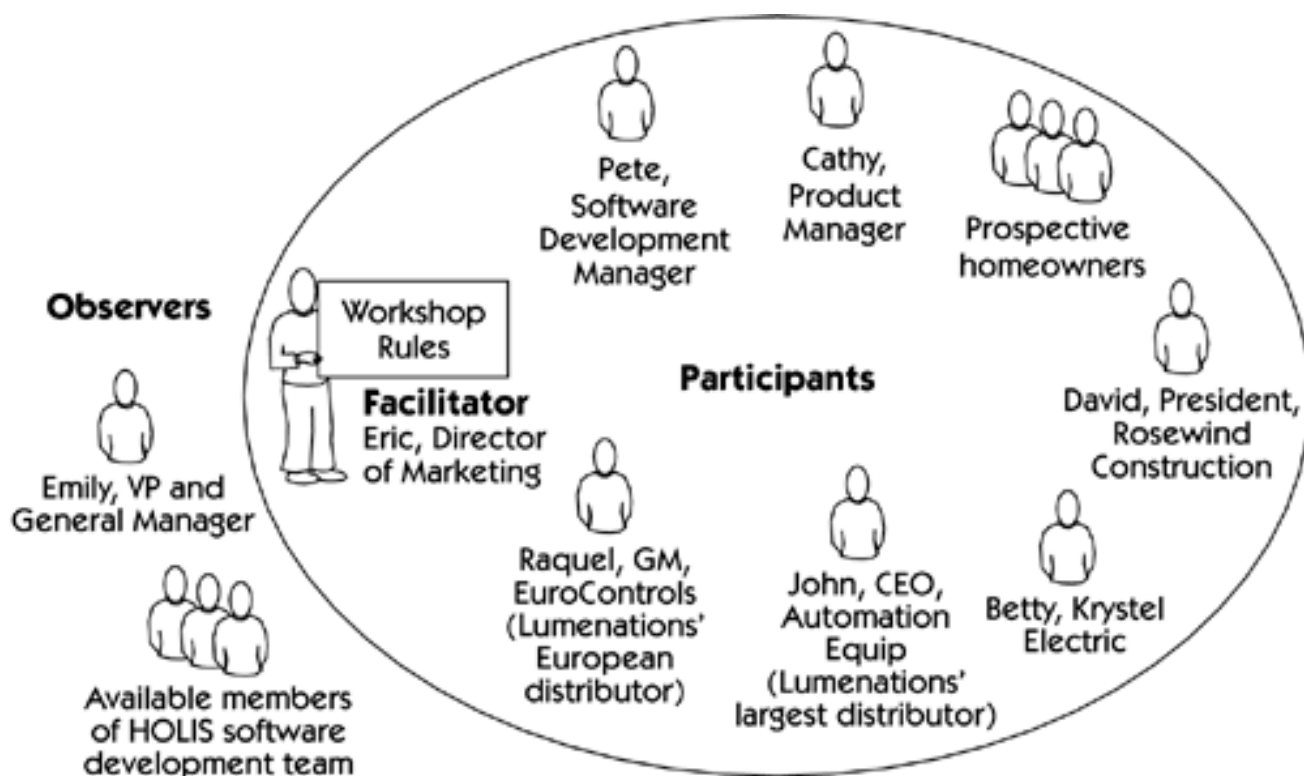 Pete,
Software
Development
Manager
Cathy,
Product
Manager
Prospective
homeowners
Observers
Workshop
Rules
Participants
Facilitator
Eric, Director
of Marketing
David, President,
Rosewind
Construction
Emily, VP and
General Manager
Raquel, GM,
EuroControls
(Lumenations'
European
distributor)
John, CEO,
Automation
Equip
(Lumenations'
largest distributor)
Betty, Krystel
Electric
Available members
of HOLIS software
development team